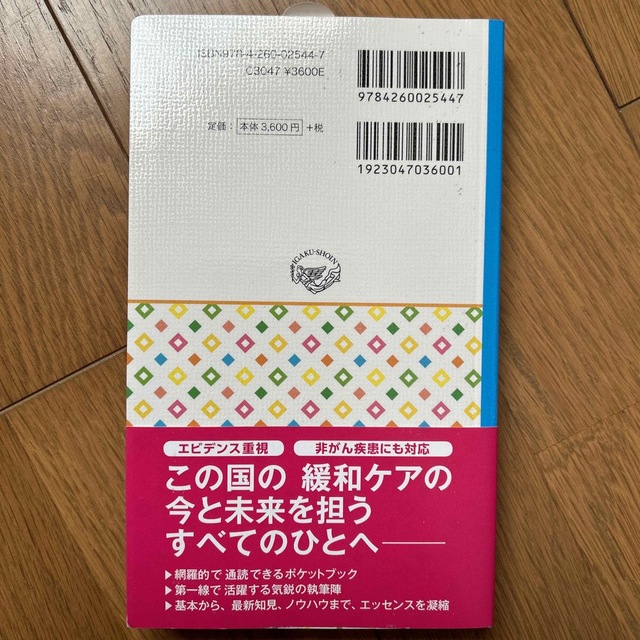 ISBN978-4-260-02544-7
C3047 ¥3600E
9784260025447
定価：本体 3,600 円 +税
1923047036001
IGAKU-SHOIN
エビデンス重視 非がん疾患にも対応
この国の 緩和ケアの
今と未来を担う
すべてのひとへ——
▶網羅的で 通読できるポケットブック
▶第一線で 活躍する気鋭の執筆陣
▶基本から、最新知見、ノウハウまで、エッセンスを凝縮